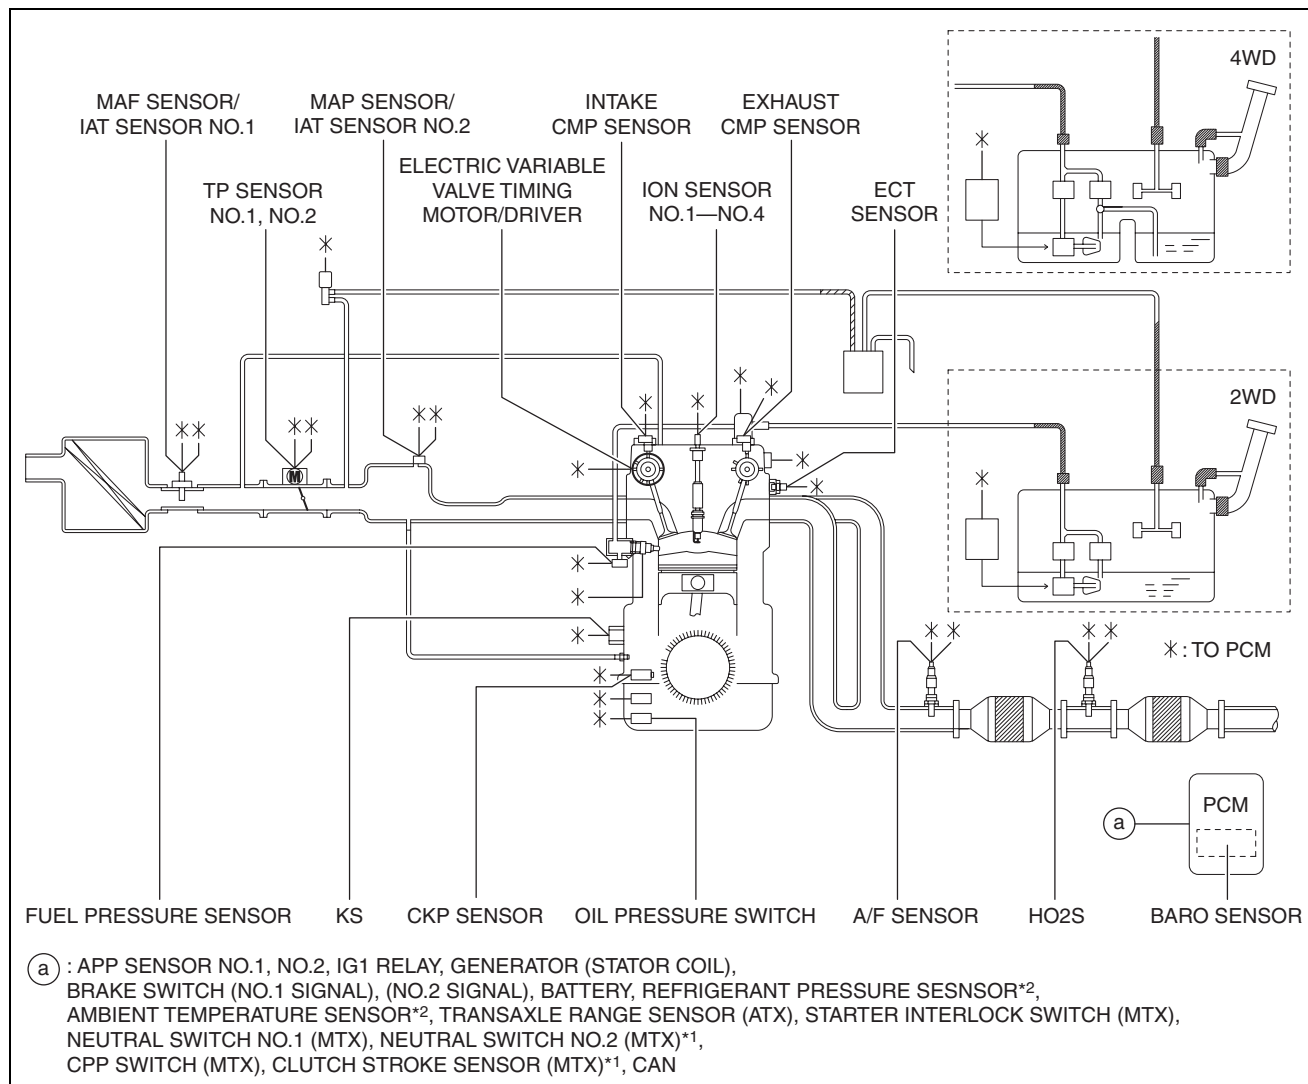 4WD
MAF SENSOR/
IAT SENSOR NO.1
MAP SENSOR/
IAT SENSOR NO.2
INTAKE
CMP SENSOR
EXHAUST
CMP SENSOR
TP SENSOR
NO.1, NO.2
ELECTRIC VARIABLE
VALVE TIMING
MOTOR/DRIVER
ION SENSOR
NO.1—NO.4
ECT
SENSOR
2WD
M
* : TO PCM
PCM
a
FUEL PRESSURE SENSOR
KS
CKP SENSOR
OIL PRESSURE SWITCH
A/F SENSOR
HO2S
BARO SENSOR
a : APP SENSOR NO.1, NO.2, IG1 RELAY, GENERATOR (STATOR COIL),
BRAKE SWITCH (NO.1 SIGNAL), (NO.2 SIGNAL), BATTERY, REFRIGERANT PRESSURE SESNSOR*2,
AMBIENT TEMPERATURE SENSOR*2, TRANSAXLE RANGE SENSOR (ATX), STARTER INTERLOCK SWITCH (MTX),
NEUTRAL SWITCH NO.1 (MTX), NEUTRAL SWITCH NO.2 (MTX)*1,
CPP SWITCH (MTX), CLUTCH STROKE SENSOR (MTX)*1, CAN